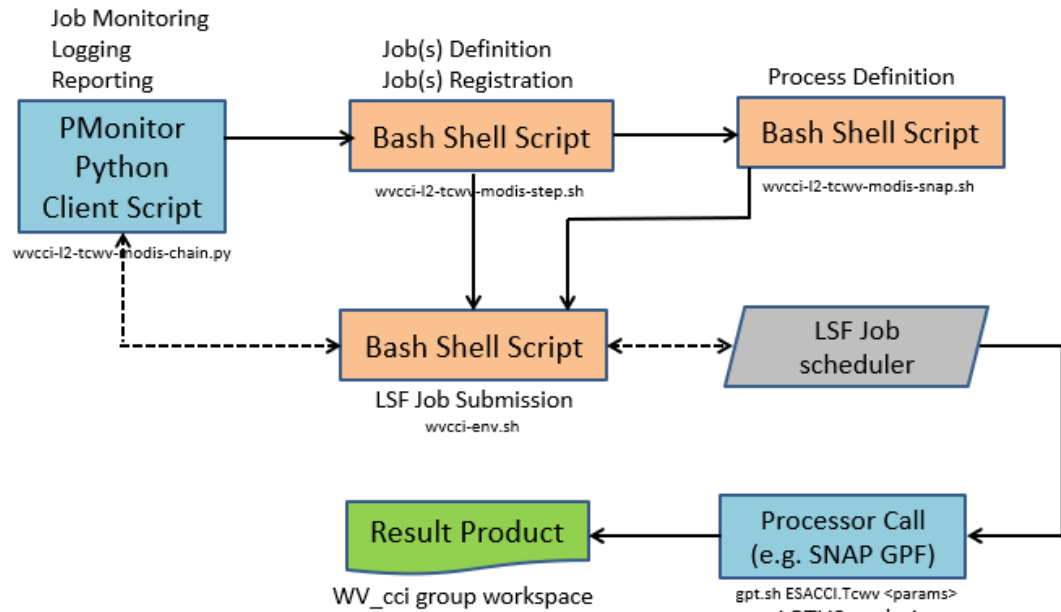 Job Monitoring
Logging
Reporting
PMonitor
Python
Client Script
wvcci-l2-tcwv-modis-chain.py
Job(s) Definition
Job(s) Registration
Bash Shell Script
wvcci-l2-tcwv-modis-step.sh
Process Definition
Bash Shell Script
wvcci-l2-tcwv-modis-snap.sh
Bash Shell Script
LSF Job Submission
wvcci-env.sh
LSF Job
scheduler
Result Product
WV_cci group workspace
Processor Call
(e.g. SNAP GPF)
gpt.sh ESACCI.Tcwv <params>